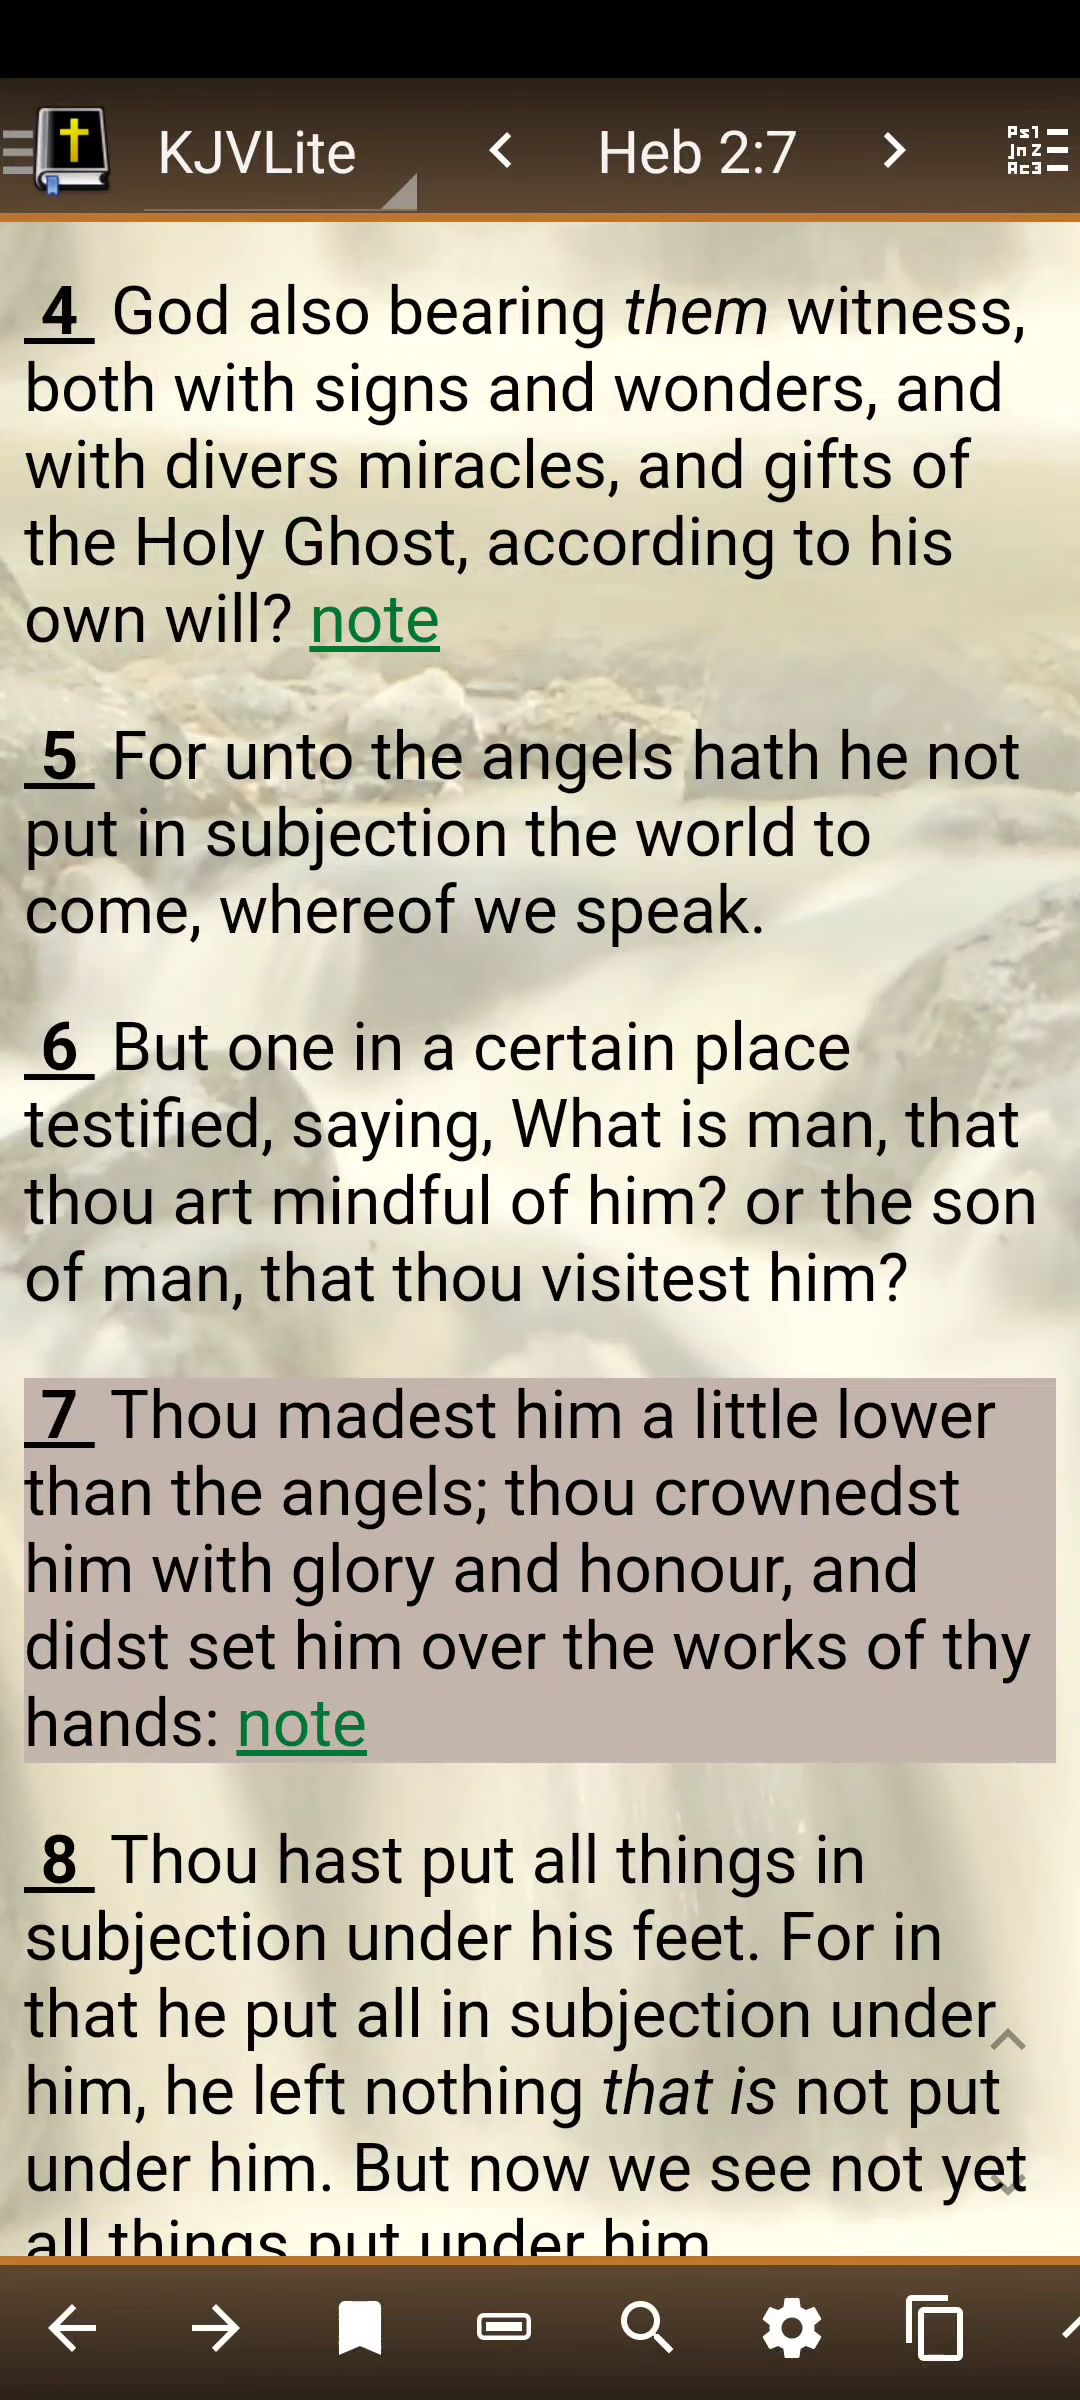 KJVLite
Heb 2:7
Ps1
Jn2
Ac3
4 God also bearing them witness,
both with signs and wonders, and
with divers miracles, and gifts of
the Holy Ghost, according to his
own will? note
5 For unto the angels hath he not
put in subjection the world to
come, whereof we speak.
6 But one in a certain place
testified, saying, What is man, that
thou art mindful of him? or the son
of man, that thou visitest him?
7 Thou madest him a little lower
than the angels; thou crownedst
him with glory and honour, and
didst set him over the works of thy
hands: note
8 Thou hast put all things in
subjection under his feet. For in
that he put all in subjection under
him, he left nothing that is not put
under him. But now we see not yet
all things put under him